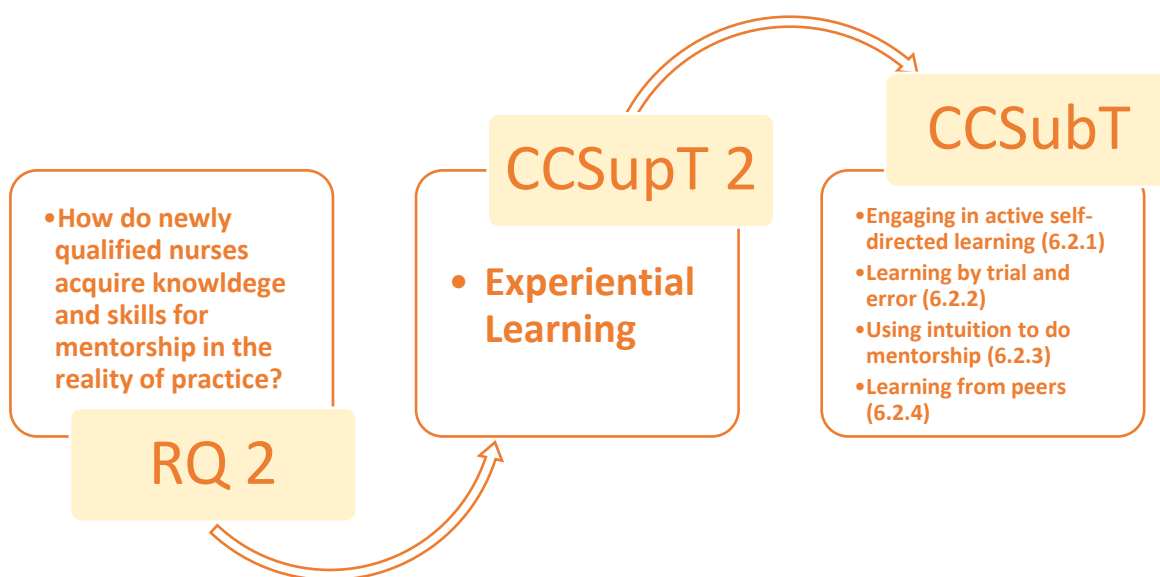 •How do newly
qualified nurses
acquire knowldege
and skills for
mentorship in the
reality of practice?
RQ 2
CCSupT 2
• Experiential
Learning
CCSubT
•Engaging in active self-
directed learning (6.2.1)
•Learning by trial and
error (6.2.2)
•Using intuition to do
mentorship (6.2.3)
•Learning from peers
(6.2.4)